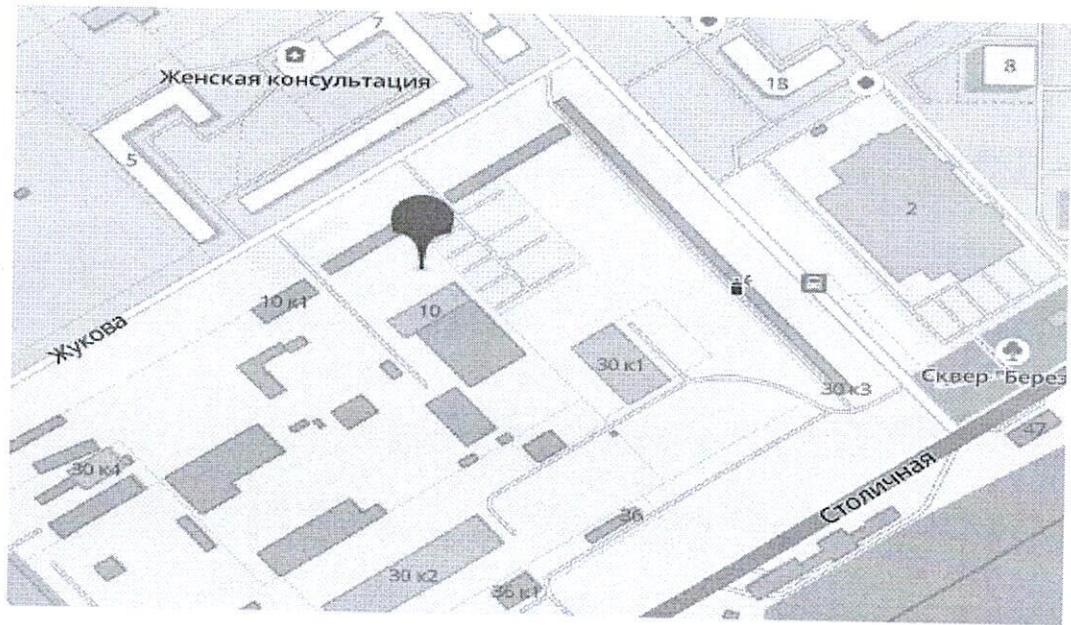 7
Женская консультация
18
8
5
2
10 к1
10
Жукова
30 к1
30 к3
Сквер "Берез
47
30 к4
Столичная
36
30 к2
36 к1